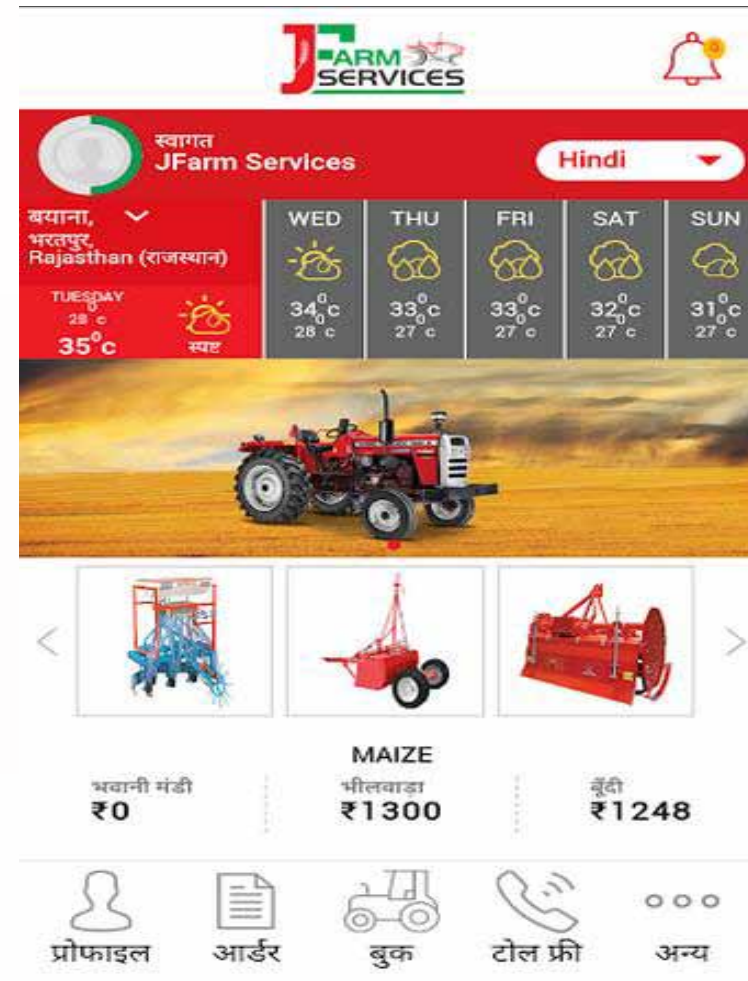 JFARM
SERVICES
स्वागत
JFarm Services
Hindi
बयाना,
भरतपुर,
Rajasthan (राजस्थान)
TUESDAY
28°c
35°c
स्पष्ट
WED
34°c
28°c
THU
33°c
27°c
FRI
33°c
27°c
SAT
32°c
27°c
SUN
31°c
27°c
MAIZE
भवानी मंडी
₹0
भीलवाड़ा
₹1300
बूँदी
₹1248
प्रोफाइल
आर्डर
बुक
टोल फ्री
अन्य